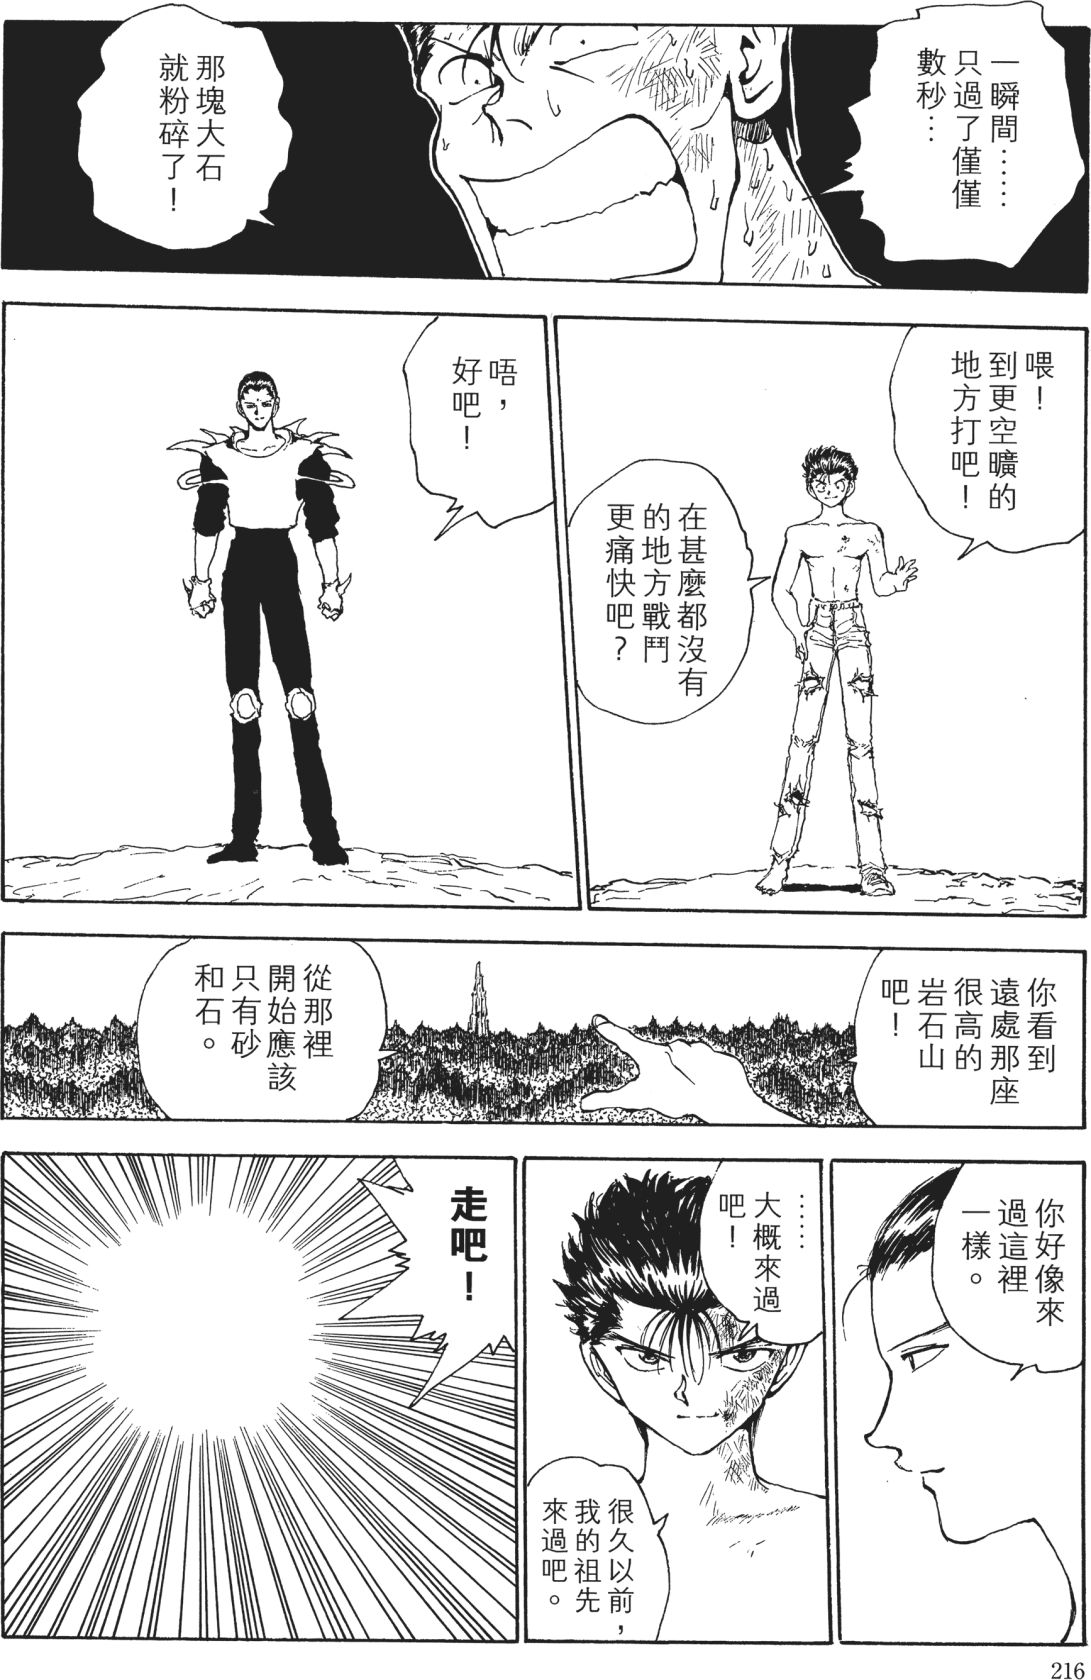 一瞬間……
只過了僅僅
數秒…
那塊大石
就粉碎了！
喂！
到更空曠的
地方打吧！
在甚麼都沒有
的地方戰鬥
更痛快吧？
唔，
好吧！
你看到
遠處那座
很高的
岩石山
吧！
從那裡
開始應該
只有砂
和石。
你好像來
過這裡
一樣。
……
大概來過
吧！
很久以前，
我的祖先
來過吧。
走吧！
216